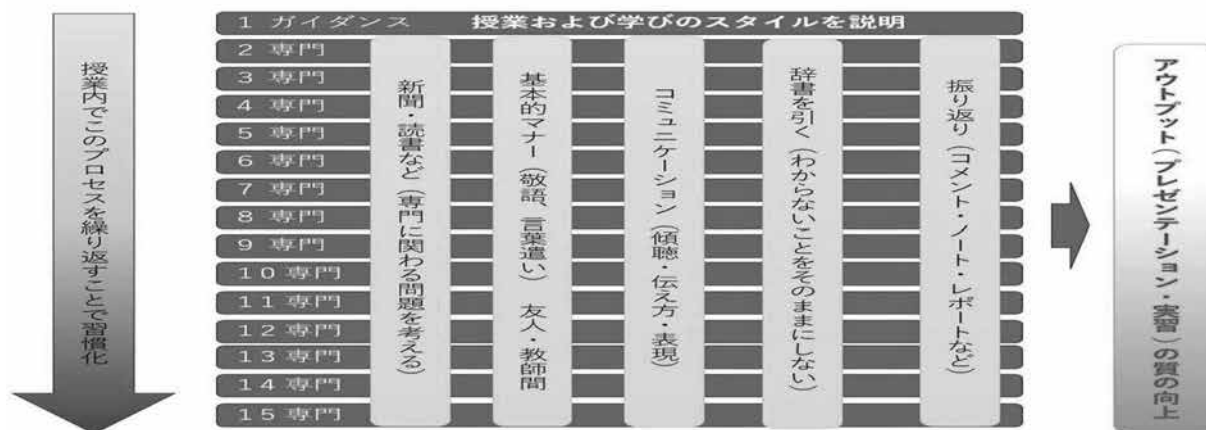 授業内でこのプロセスを繰り返すことで習慣化
1 ガイダンス 授業および学びのスタイルを説明
2 専門
3 専門
4 専門
5 専門
6 専門
7 専門
8 専門
9 専門
10 専門
11 専門
12 専門
13 専門
14 専門
15 専門
新聞・読書など（専門に関わる問題を考える）
基本的マナー（敬語、言葉遣い） 友人・教師間
コミュニケーション（傾聴・伝え方・表現）
辞書を引く（わからないことをそのままにしない）
振り返り（コメント・ノート・レポートなど）
アウトプット（プレゼンテーション・実習）の質の向上